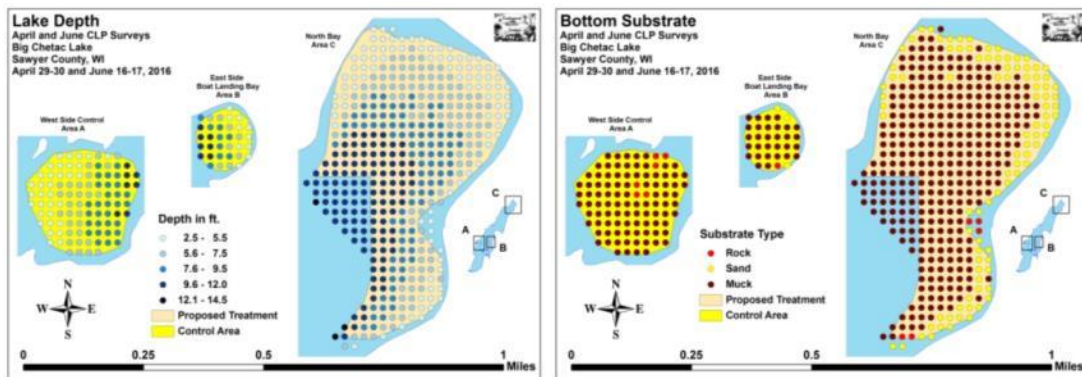 Lake Depth
April and June CLP Surveys
Big Chetac Lake
Sawyer County, WI
April 29-30 and June 16-17, 2016
North Bay
Area C
East Side
Boat Landing Bay
Area B
West Side Control
Area A
C
A
B
Depth in ft.
2.5 - 5.5
5.6 - 7.5
7.6 - 9.5
9.6 - 12.0
12.1 - 14.5
Proposed Treatment
Control Area
N
W
E
S
0
0.25
0.5
1
Miles
Bottom Substrate
April and June CLP Surveys
Big Chetac Lake
Sawyer County, WI
April 29-30 and June 16-17, 2016
North Bay
Area C
East Side
Boat Landing Bay
Area B
West Side Control
Area A
C
A
B
Substrate Type
Rock
Sand
Muck
Proposed Treatment
Control Area
N
W
E
S
0
0.25
0.5
1
Miles